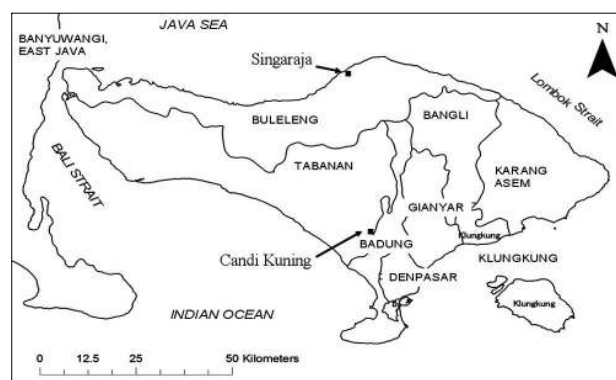 JAVA SEA
BANYUWANGI,
EAST JAVA
N
Singaraja
Lombok Strait
BULELENG
BANGLI
BALI STRAIT
TABANAN
KARANG
ASEM
GIANYAR
Klungkung
BADUNG
Candi Kuning
KLUNGKUNG
DENPASAR
Klungkung
INDIAN OCEAN
0 12.5 25 50 Kilometers